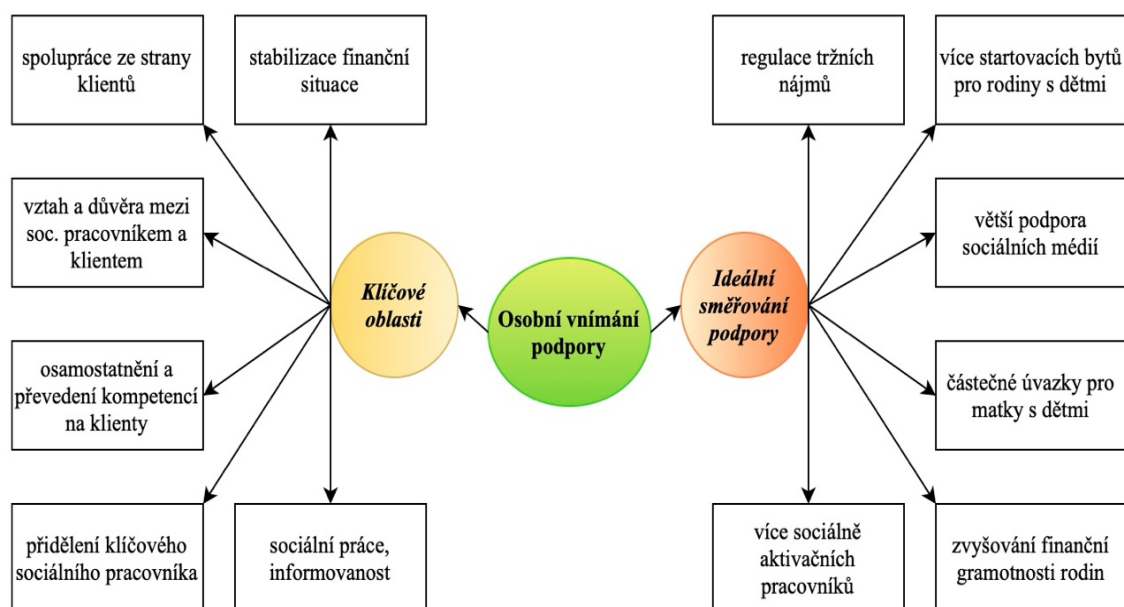 spolupráce ze strany
klientů
stabilizace finanční
situace
regulace tržních
nájmů
více startovacích bytů
pro rodiny s dětmi
vztah a důvěra mezi
soc. pracovníkem a
klientem
větší podpora
sociálních médií
Klíčové
oblasti
Osobní vnímání
podpory
Ideální
směřování
podpory
osamostatnění a
převedení kompetencí
na klienty
částečné úvazky pro
matky s dětmi
přidělení klíčového
sociálního pracovníka
sociální práce,
informovanost
více sociálně
aktivačních
pracovníků
zvyšování finanční
gramotnosti rodin